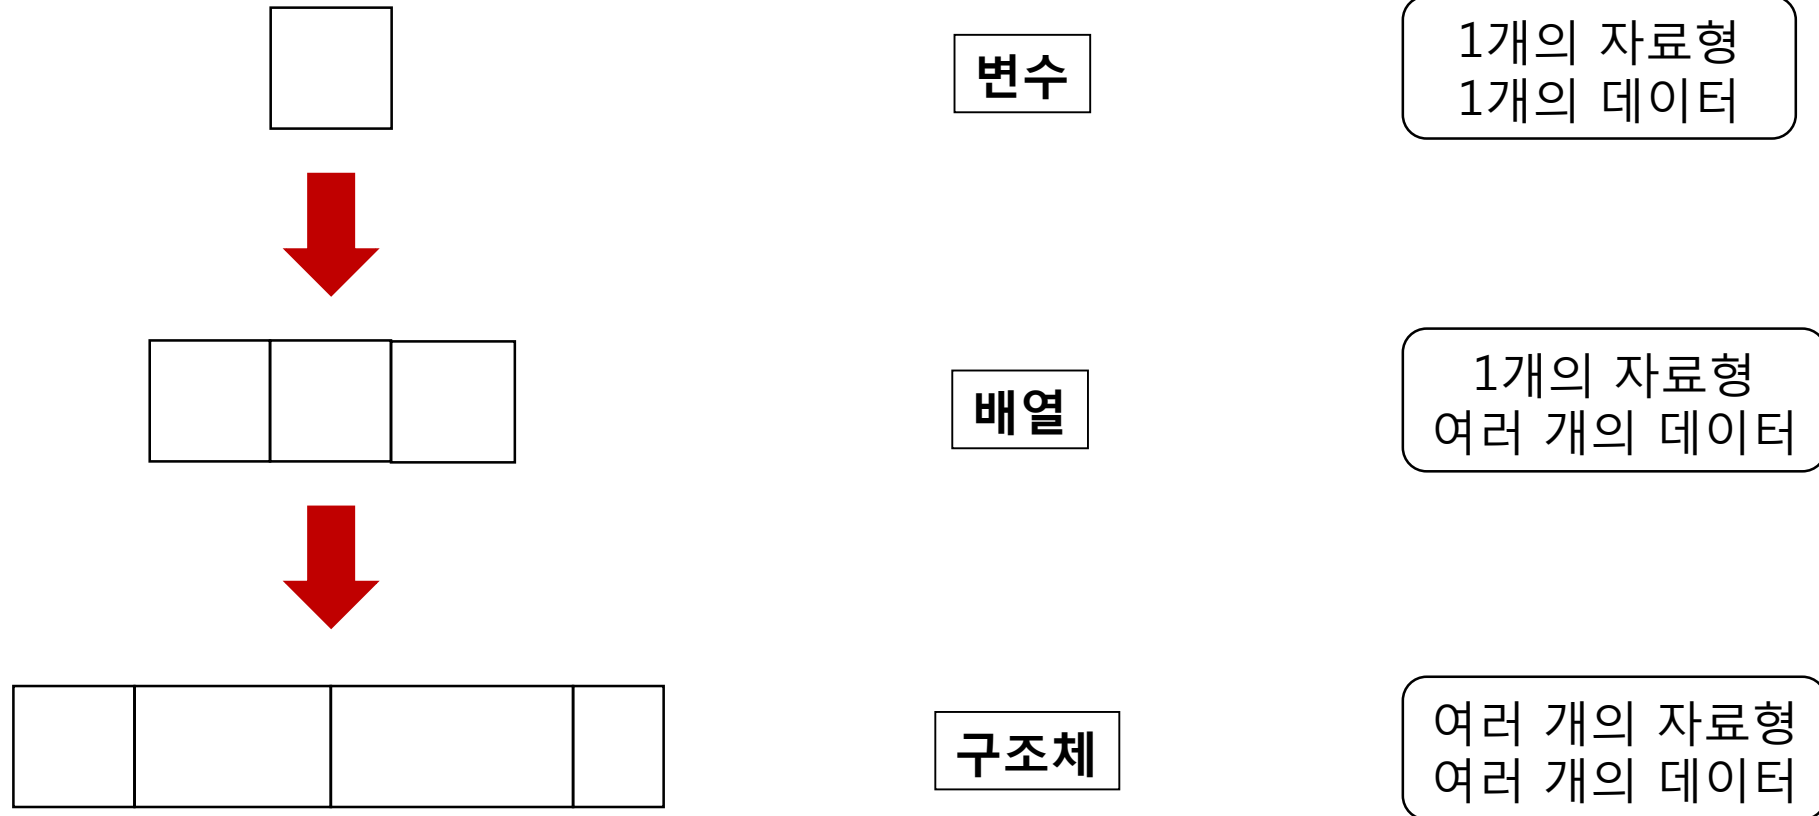 변수
1개의 자료형
1개의 데이터
배열
1개의 자료형
여러 개의 데이터
구조체
여러 개의 자료형
여러 개의 데이터